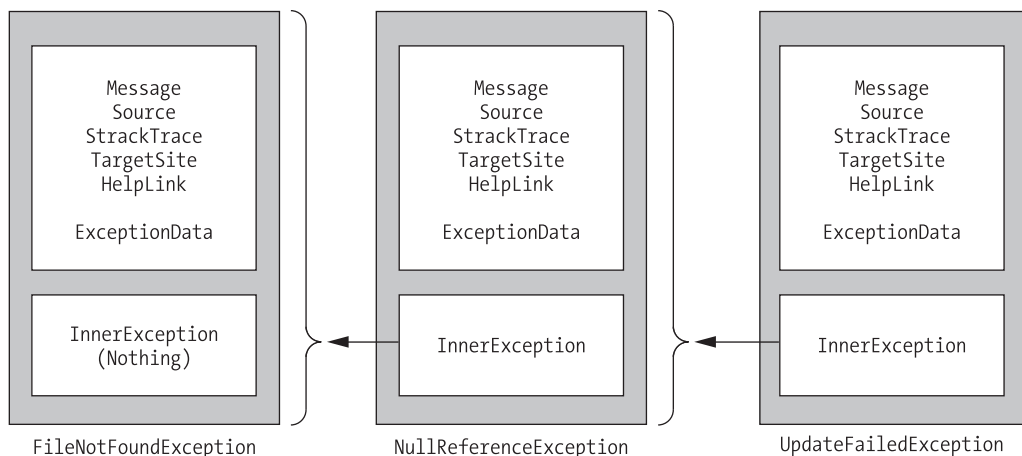 Message
Source
StrackTrace
TargetSite
HelpLink
ExceptionData
InnerException
(Nothing)
FileNotFoundException
Message
Source
StrackTrace
TargetSite
HelpLink
ExceptionData
InnerException
NullReferenceException
Message
Source
StrackTrace
TargetSite
HelpLink
ExceptionData
InnerException
UpdateFailedException